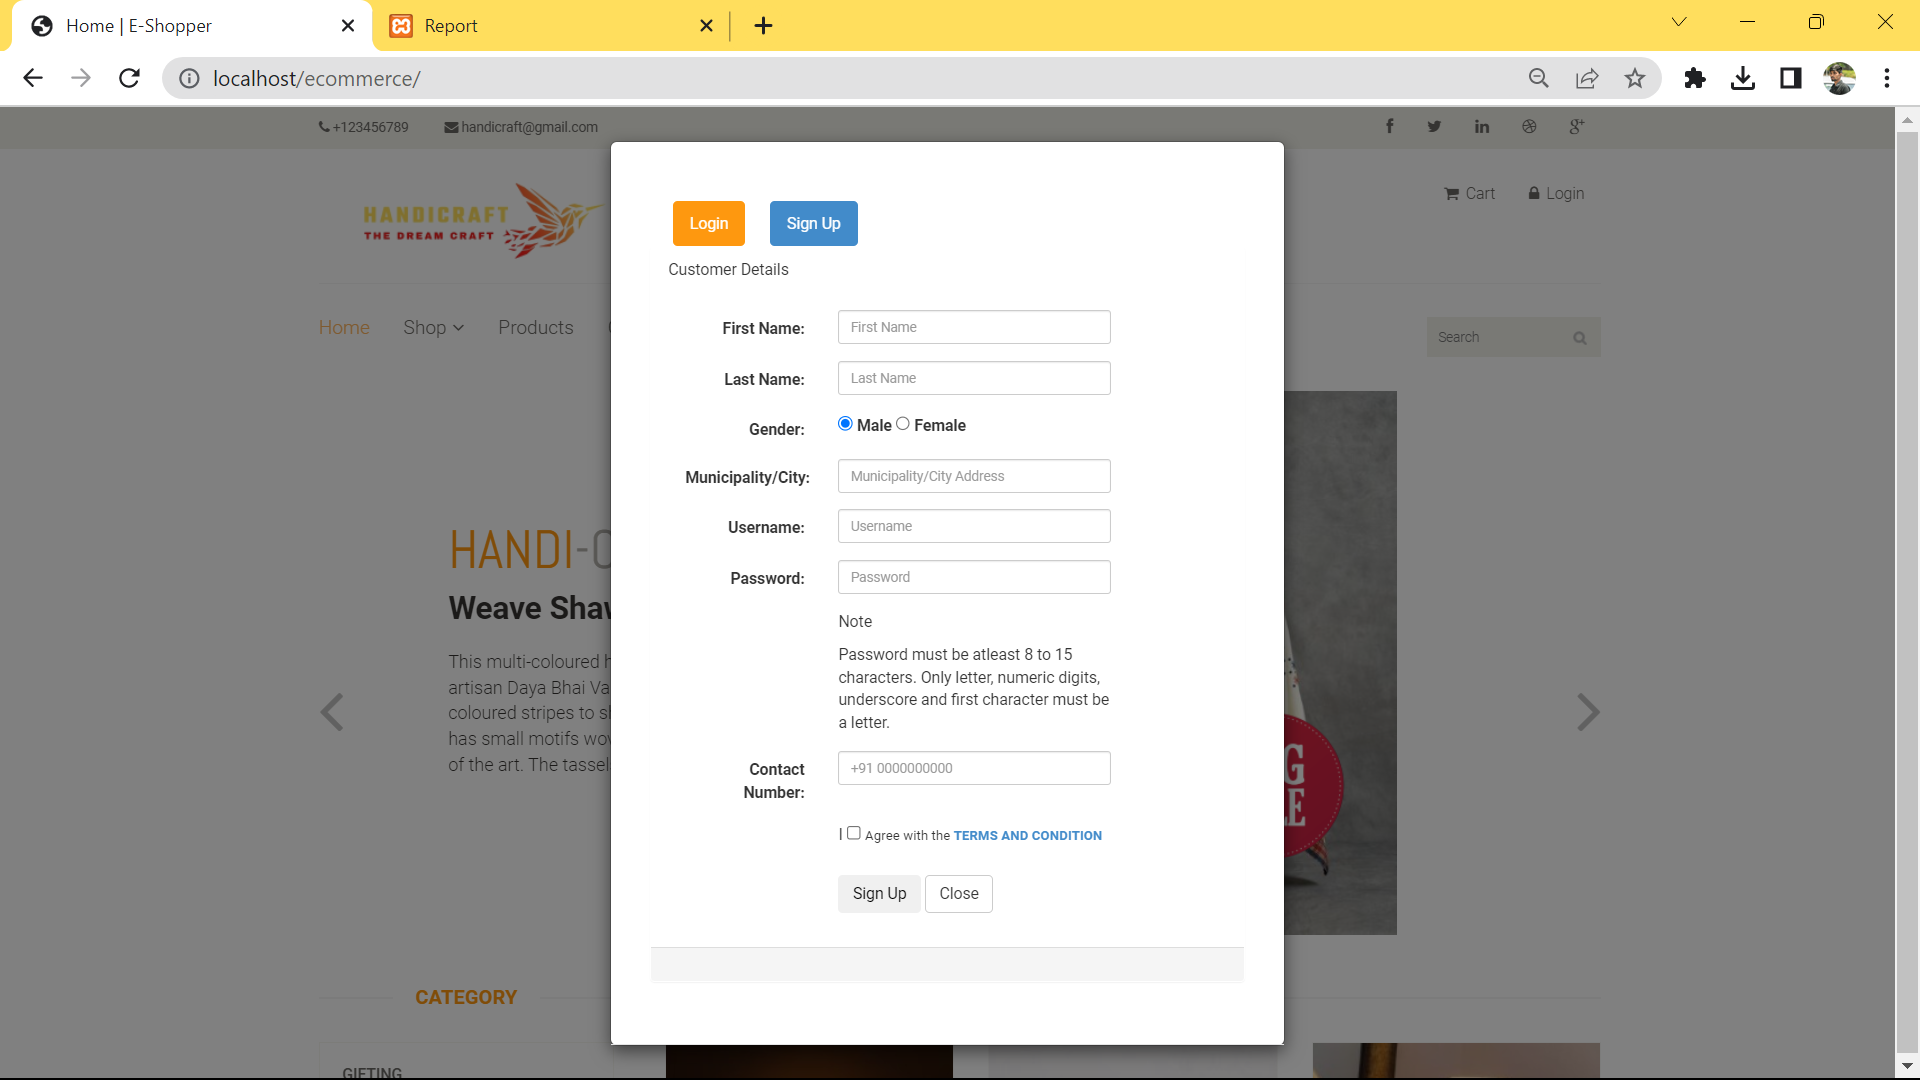 Home | E-Shopper
Report
localhost/ecommerce/
+123456789
handicraft@gmail.com
HANDICRAFT
THE DREAM CRAFT
Cart
Login
Home
Shop
Products
Search
Login
Sign Up
Customer Details
First Name:
First Name
Last Name:
Last Name
Gender:
Male
Female
Municipality/City:
Municipality/City Address
Username:
Username
Password:
Password
Note
Password must be atleast 8 to 15
characters. Only letter, numeric digits,
underscore and first character must be
a letter.
Contact
Number:
+91 0000000000
I Agree with the TERMS AND CONDITION
Sign Up
Close
HANDI-
Weave
This multi-coloured
artisan Daya Bhai
coloured stripes to
has small motifs
of the art. The
CATEGORY
GIFTING